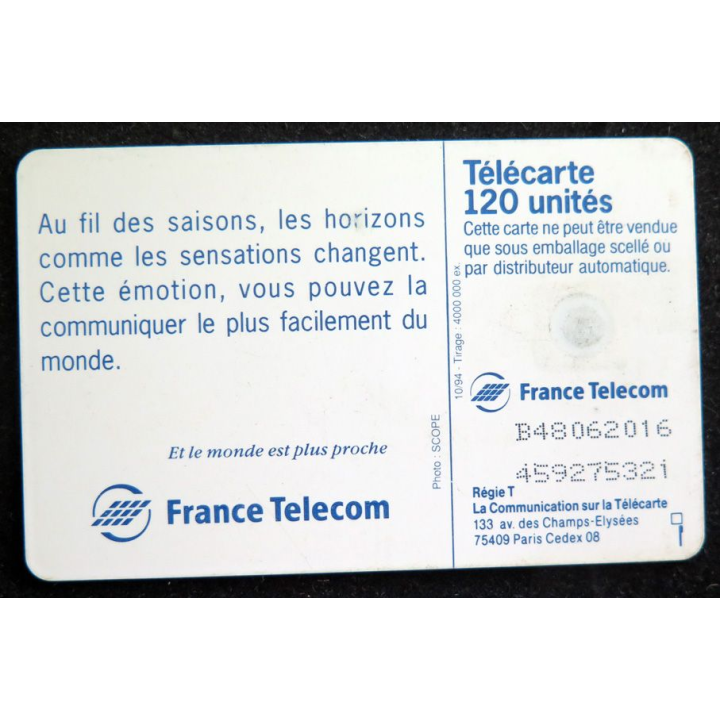 Au fil des saisons, les horizons
comme les sensations changent.
Cette émotion, vous pouvez la
communiquer le plus facilement du
monde.
Et le monde est plus proche
France Telecom
Photo : SCOPE
10/94 - Tirage : 4000 000 ex.
Télécarte
120 unités
Cette carte ne peut être vendue
que sous emballage scellé ou
par distributeur automatique.
France Telecom
B48062016
459275321
Régie T
La Communication sur la Télécarte
133 av. des Champs-Elysées
75409 Paris Cedex 08